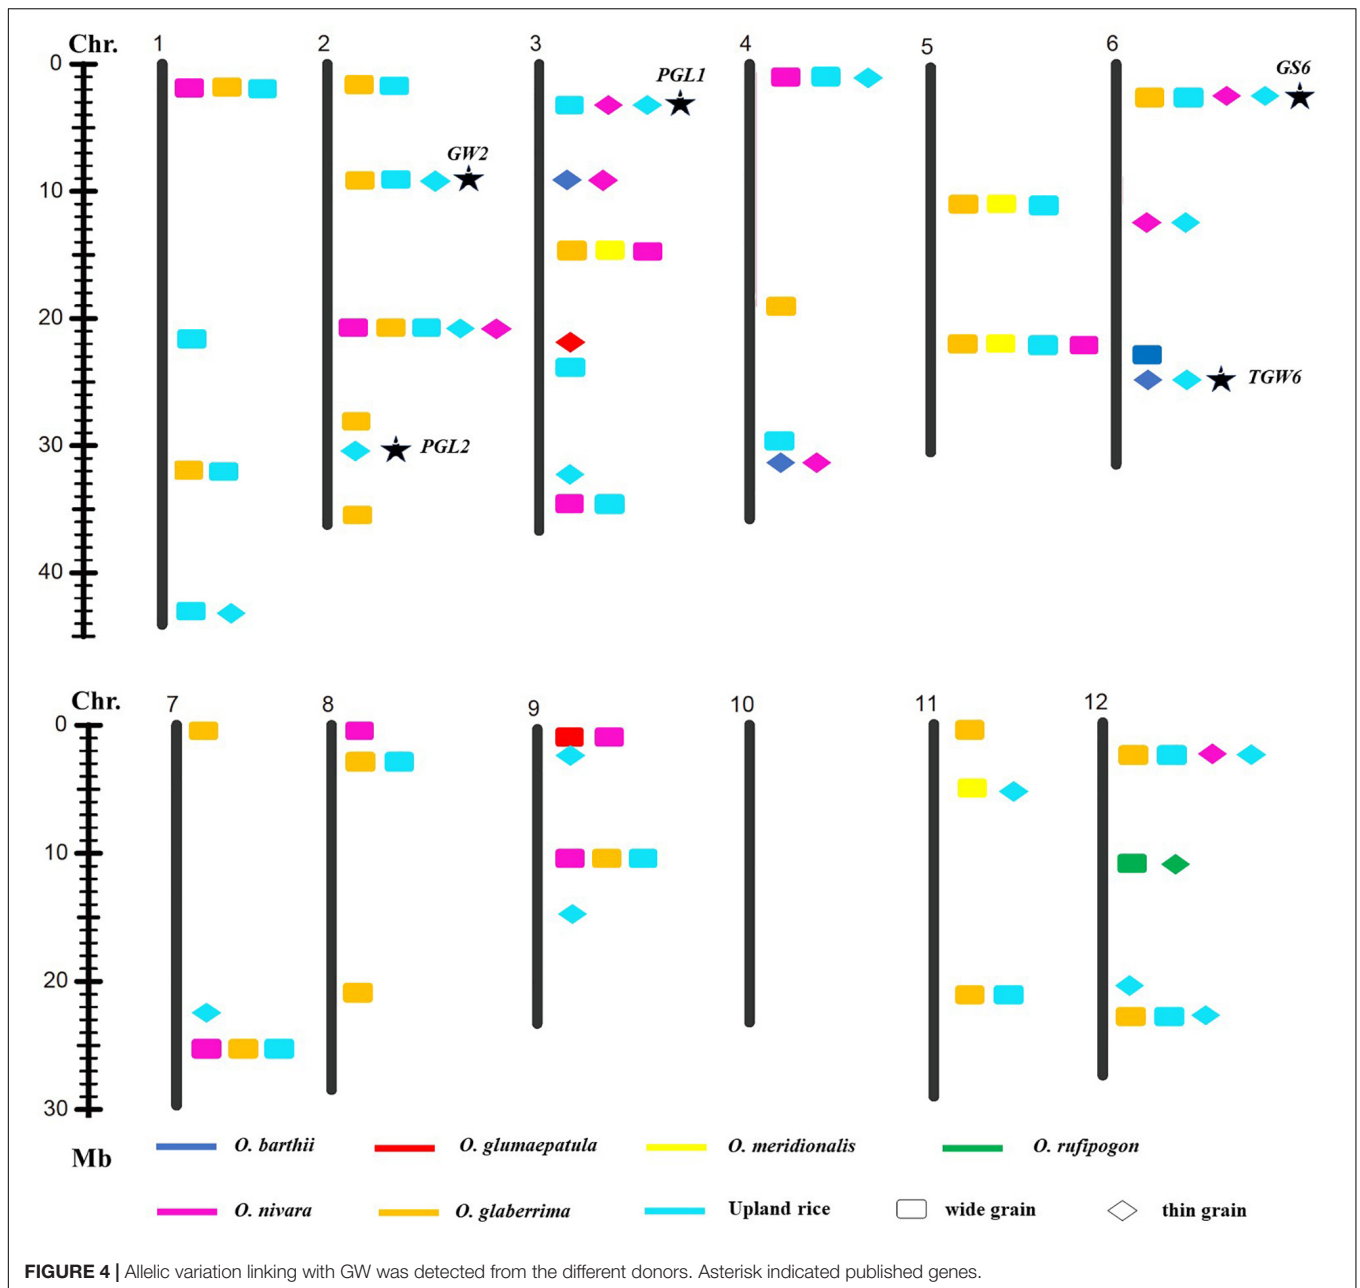 Chr. 1 2 3 4 5 6
0
PGL1
GS6
GW2
10
20
TGW6
30
PGL2
40
Chr. 7 8 9 10 11 12
0
10
20
30
Mb
O. barthii O. glumaepatula O. meridionalis O. rufipogon
O. nivara O. glaberrima Upland rice wide grain thin grain
FIGURE 4 | Allelic variation linking with GW was detected from the different donors. Asterisk indicated published genes.